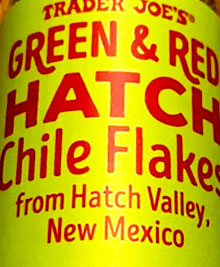 TRADER JOE'S®
GREEN & RED
HATCH
Chile Flakes
from Hatch Valley,
New Mexico